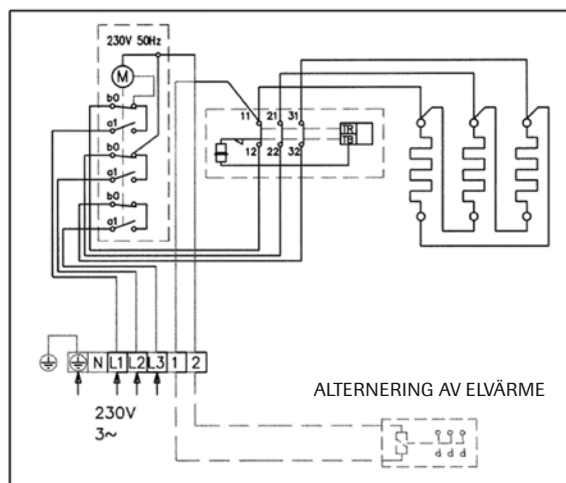 230V 50Hz
M
b0
a1
b0
a1
b0
a1
11 21 31
TR
TB
12 22 32
N L1 L2 L3 1 2
230V
3~
ALTERNERING AV ELVÄRME
d d d